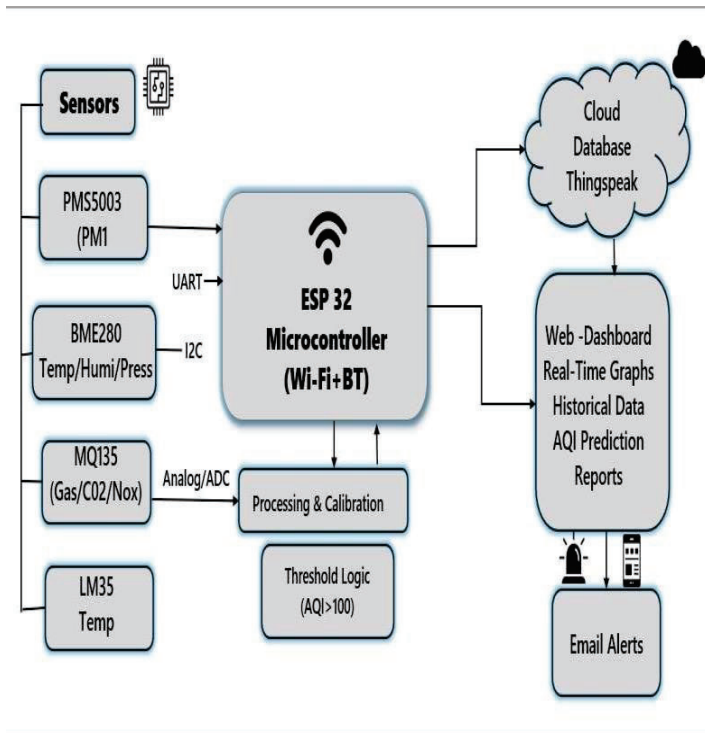 Sensors
PMS5003
(PM1
UART
BME280
Temp/Humi/Press
I2C
MQ135
(Gas/C02/Nox)
Analog/ADC
LM35
Temp
ESP 32
Microcontroller
(Wi-Fi+BT)
Processing & Calibration
Threshold Logic
(AQI>100)
Cloud
Database
Thingspeak
Web -Dashboard
Real-Time Graphs
Historical Data
AQI Prediction
Reports
Email Alerts